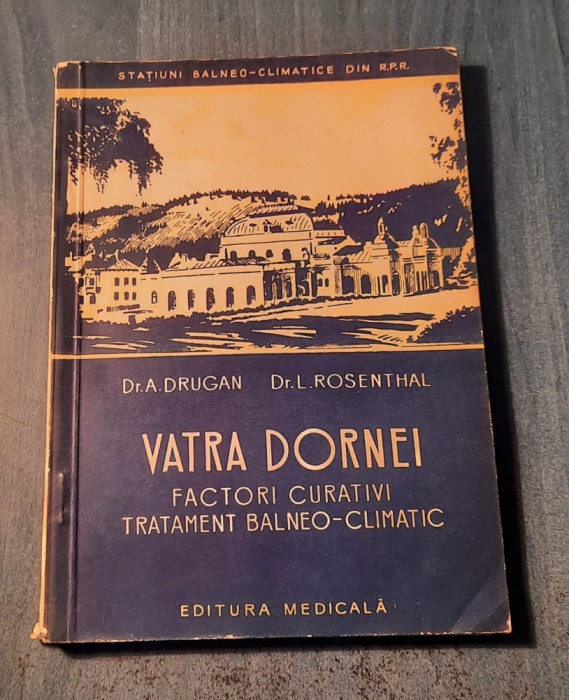 STAȚIUNI BALNEO-CLIMATICE DIN R.P.R.
Dr. A. DRUGAN Dr. L. ROSENTHAL
VATRA DORNEI
FACTORI CURATIVI
TRATAMENT BALNEO-CLIMATIC
EDITURA MEDICALĂ